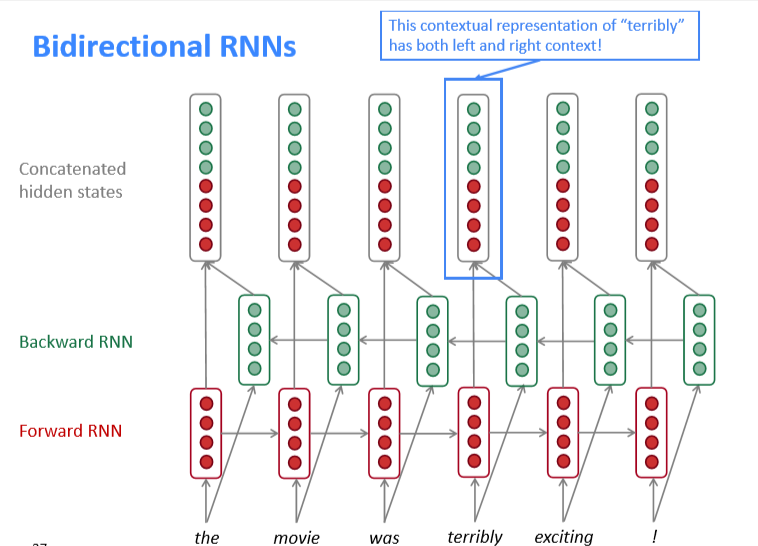 Bidirectional RNNs
This contextual representation of “terribly”
has both left and right context!
Concatenated
hidden states
Backward RNN
Forward RNN
the movie was terribly exciting !